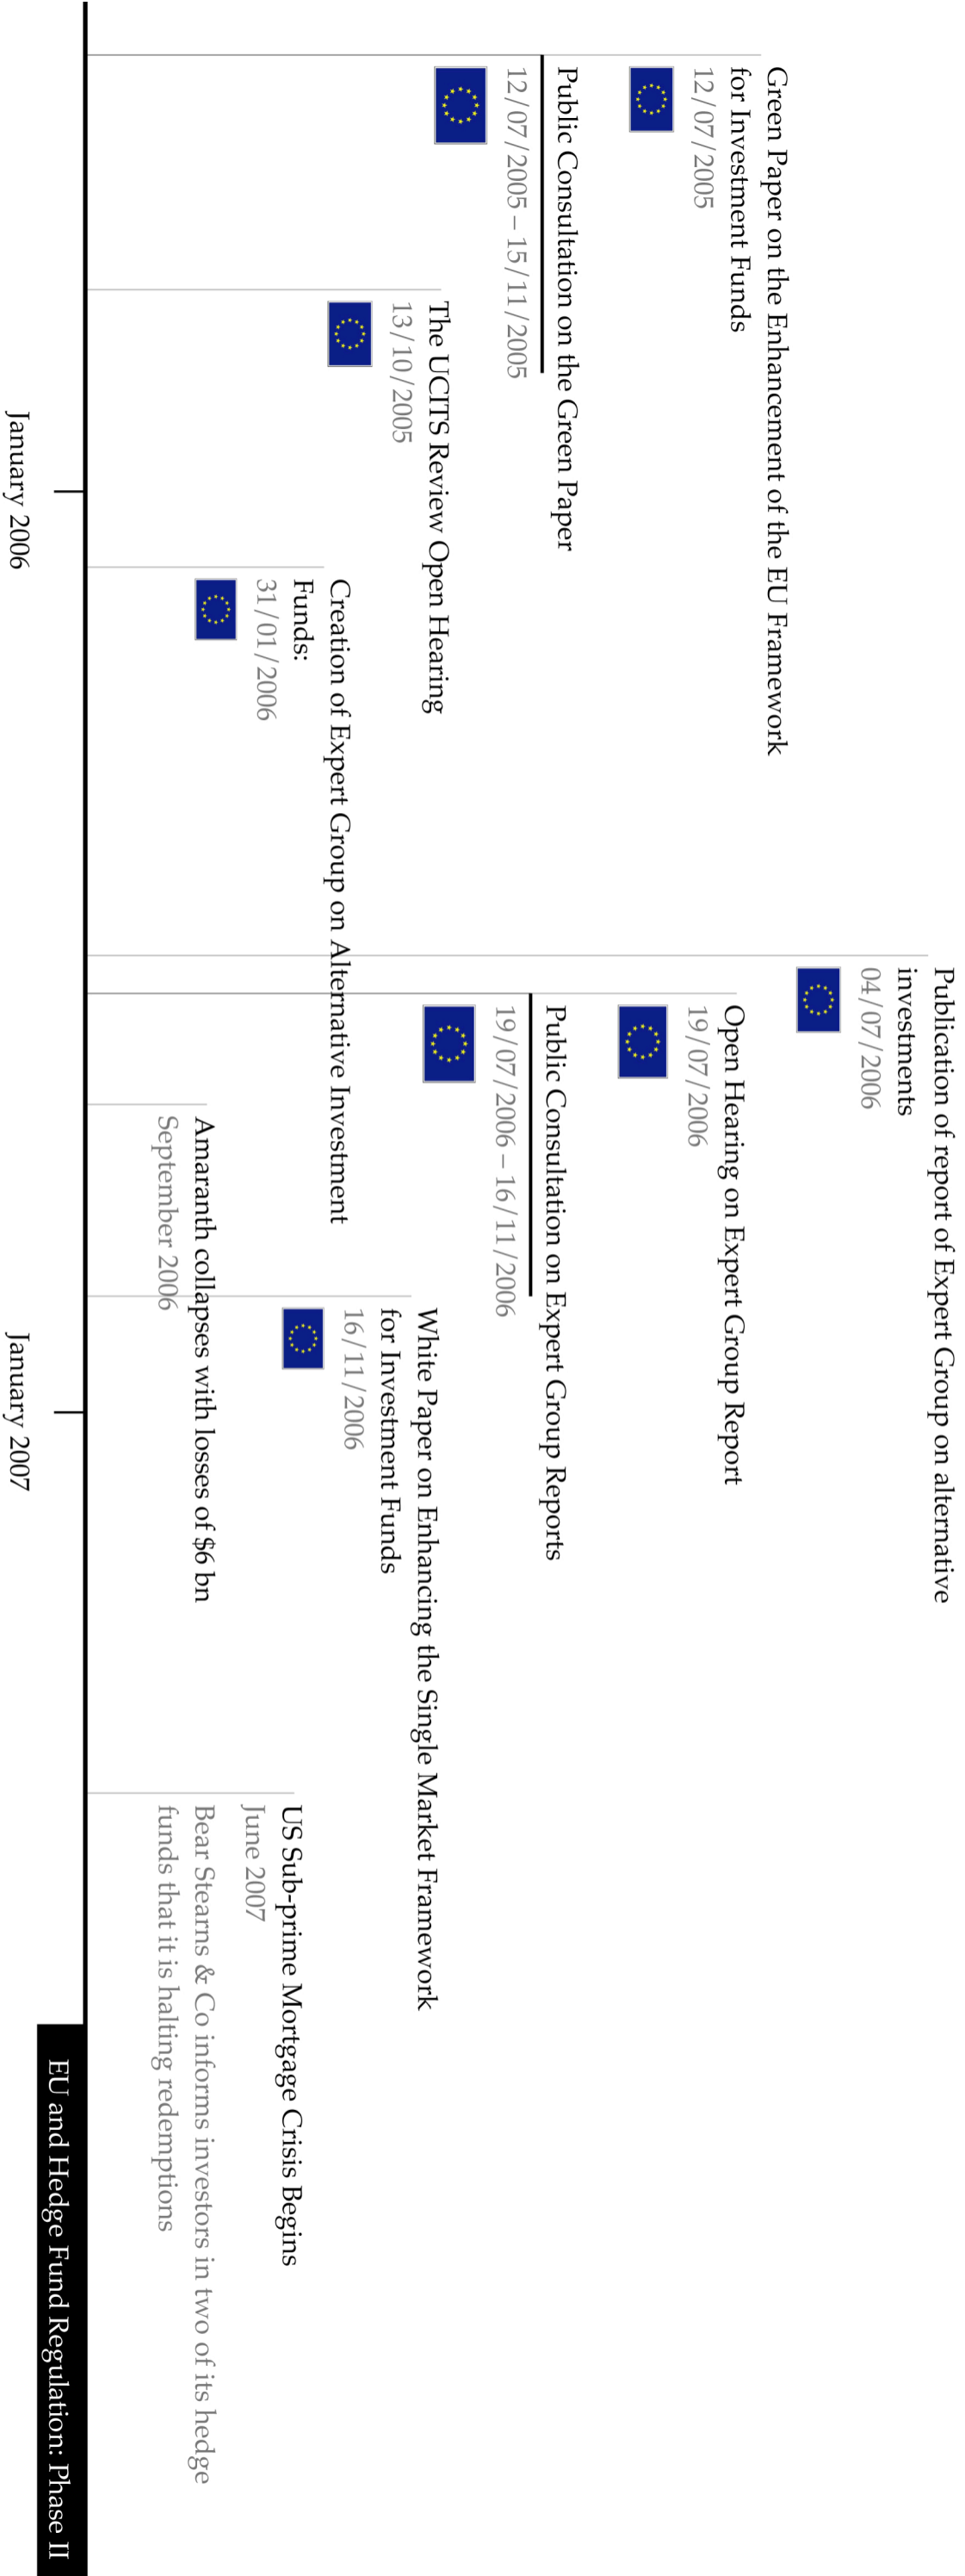 Publication of report of Expert Group on alternative
investments
04/07/2006
Green Paper on the Enhancement of the EU Framework
for Investment Funds
12/07/2005
Open Hearing on Expert Group Report
19/07/2006
Public Consultation on the Green Paper
12/07/2005 – 15/11/2005
Public Consultation on Expert Group Reports
19/07/2006 – 16/11/2006
The UCITS Review Open Hearing
13/10/2005
White Paper on Enhancing the Single Market Framework
for Investment Funds
16/11/2006
Creation of Expert Group on Alternative Investment
Funds:
31/01/2006
US Sub-prime Mortgage Crisis Begins
June 2007
Bear Stearns & Co informs investors in two of its hedge
funds that it is halting redemptions
Amaranth collapses with losses of $6 bn
September 2006
January 2006
January 2007
EU and Hedge Fund Regulation: Phase II